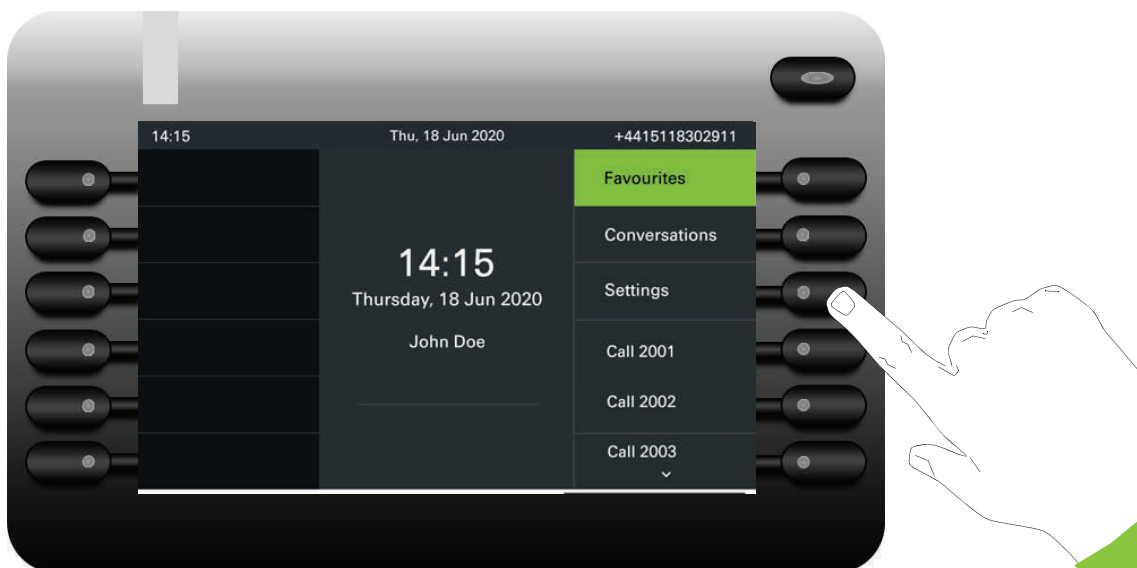 14:15 Thu, 18 Jun 2020 +4415118302911
Favourites
Conversations
14:15
Thursday, 18 Jun 2020
Settings
John Doe
Call 2001
Call 2002
Call 2003